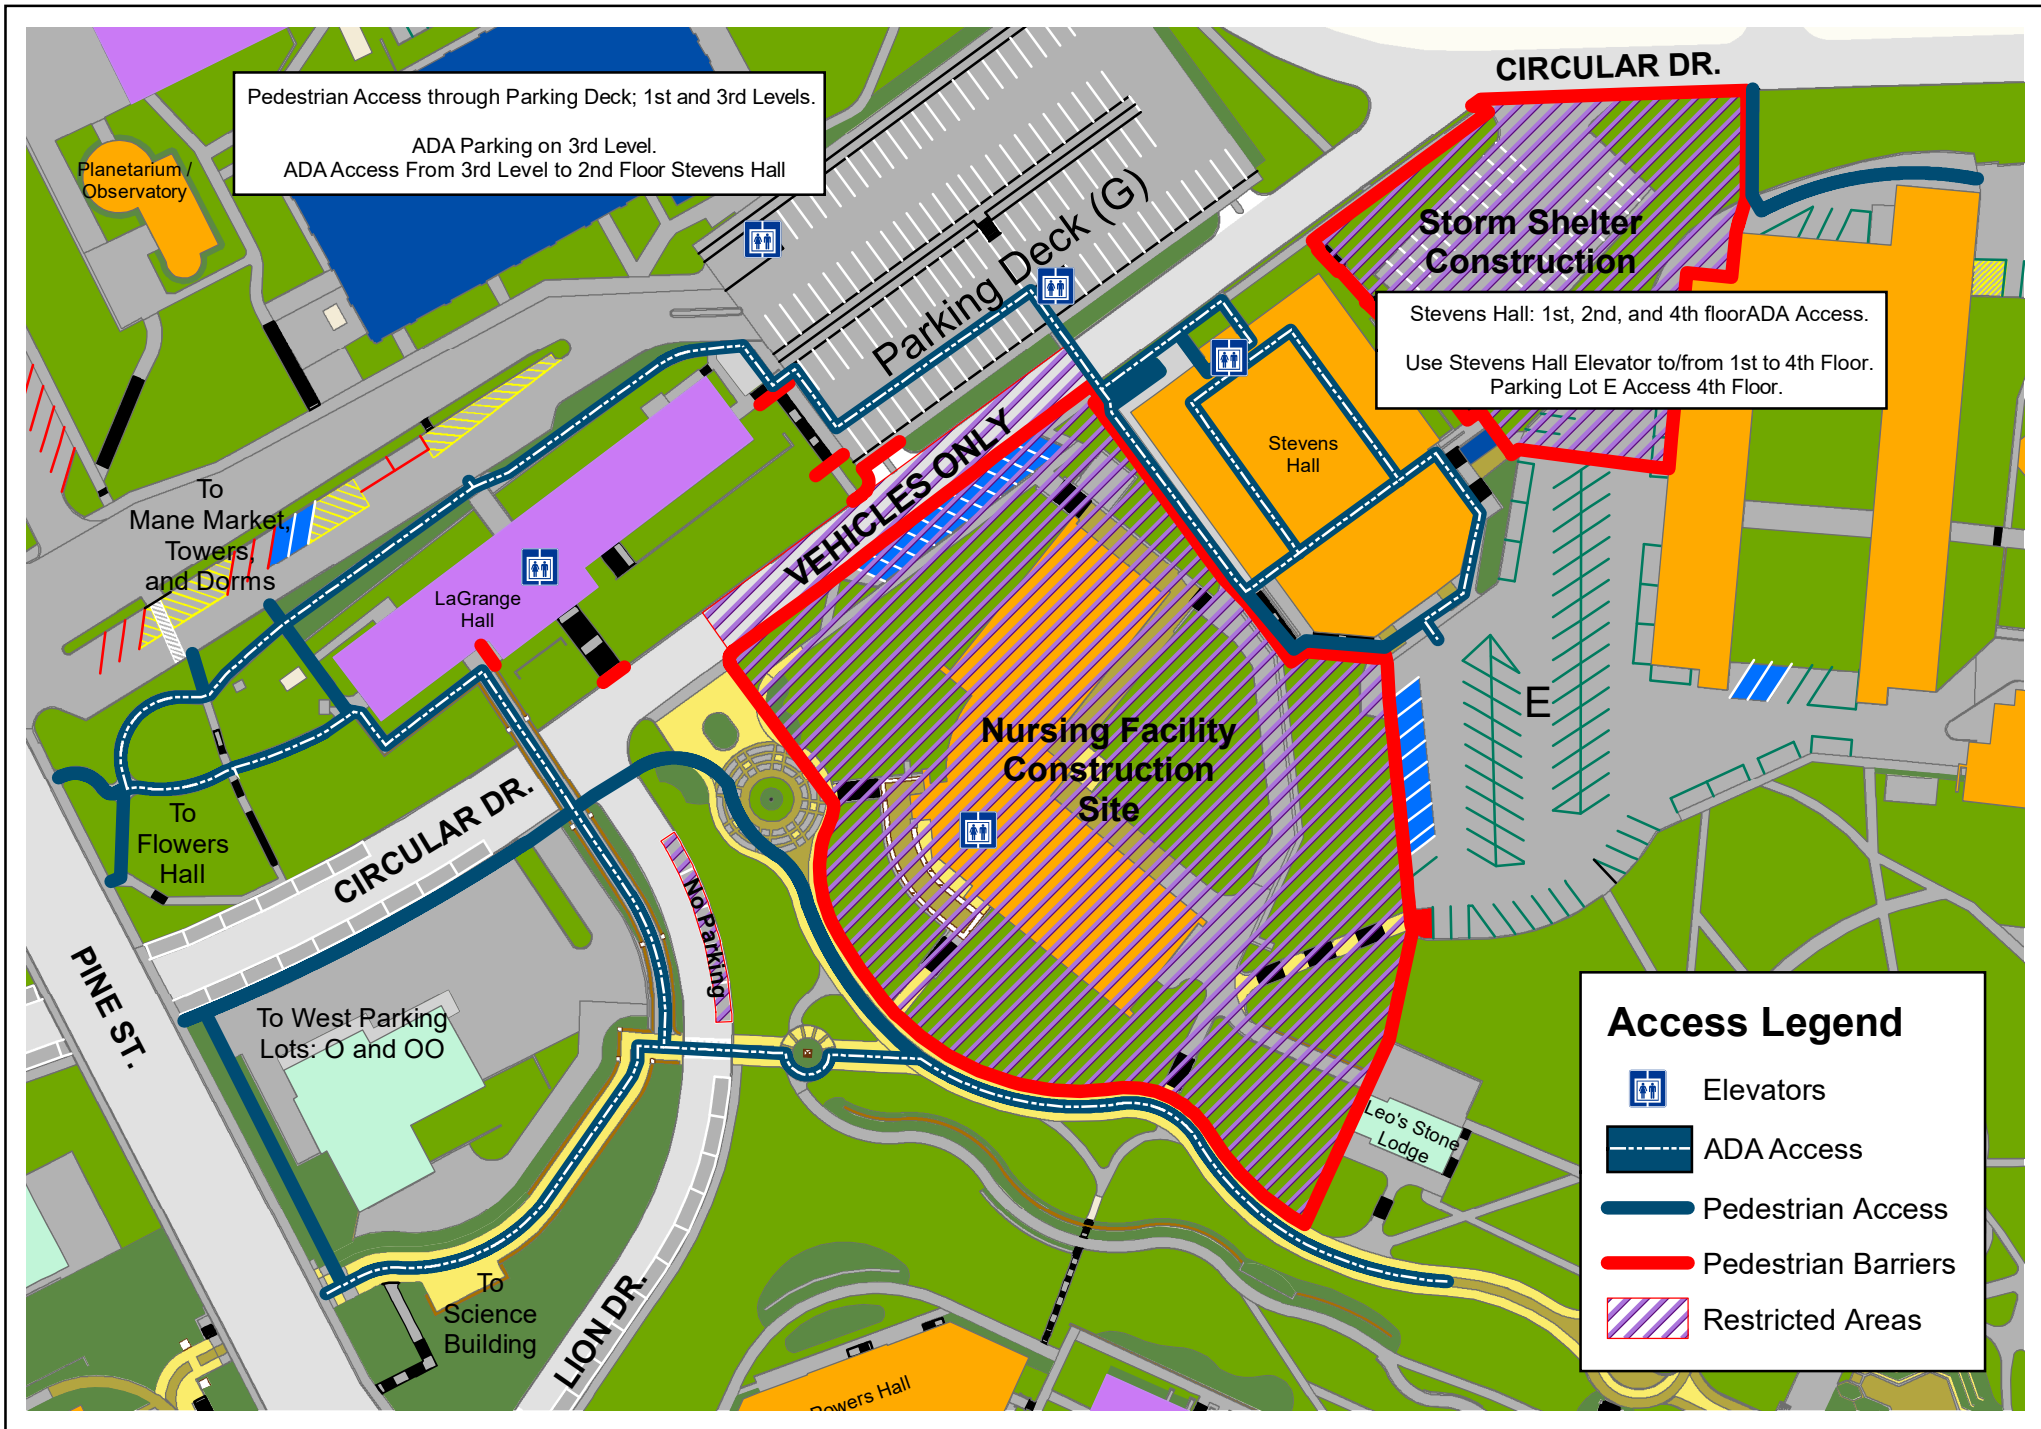 CIRCULAR DR.
Pedestrian Access through Parking Deck; 1st and 3rd Levels.
ADA Parking on 3rd Level.
ADA Access From 3rd Level to 2nd Floor Stevens Hall
Planetarium /
Observatory
Parking Deck (G)
Storm Shelter
Construction
Stevens Hall: 1st, 2nd, and 4th floorADA Access.
Use Stevens Hall Elevator to/from 1st to 4th Floor.
Parking Lot E Access 4th Floor.
Stevens
Hall
VEHICLES ONLY
To
Mane Market,
Towers,
and Dorms
LaGrange
Hall
E
Nursing Facility
Construction
Site
To
Flowers
Hall
CIRCULAR DR.
No Parking
PINE ST.
To West Parking
Lots: O and OO
Leo's Stone
Lodge
To
Science
Building
LION DR.
Powers Hall
Access Legend
Elevators
ADA Access
Pedestrian Access
Pedestrian Barriers
Restricted Areas